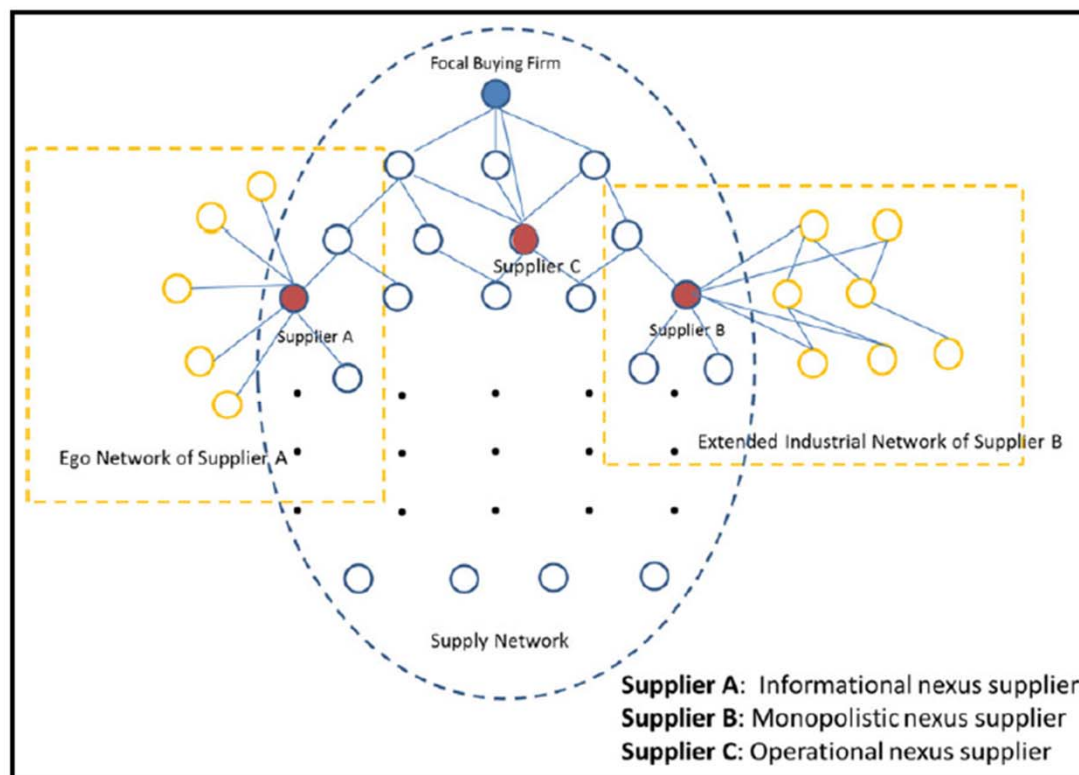 Focal Buying Firm
Supplier C
Supplier A
Supplier B
Ego Network of Supplier A
Extended Industrial Network of Supplier B
Supply Network
Supplier A: Informational nexus supplier
Supplier B: Monopolistic nexus supplier
Supplier C: Operational nexus supplier